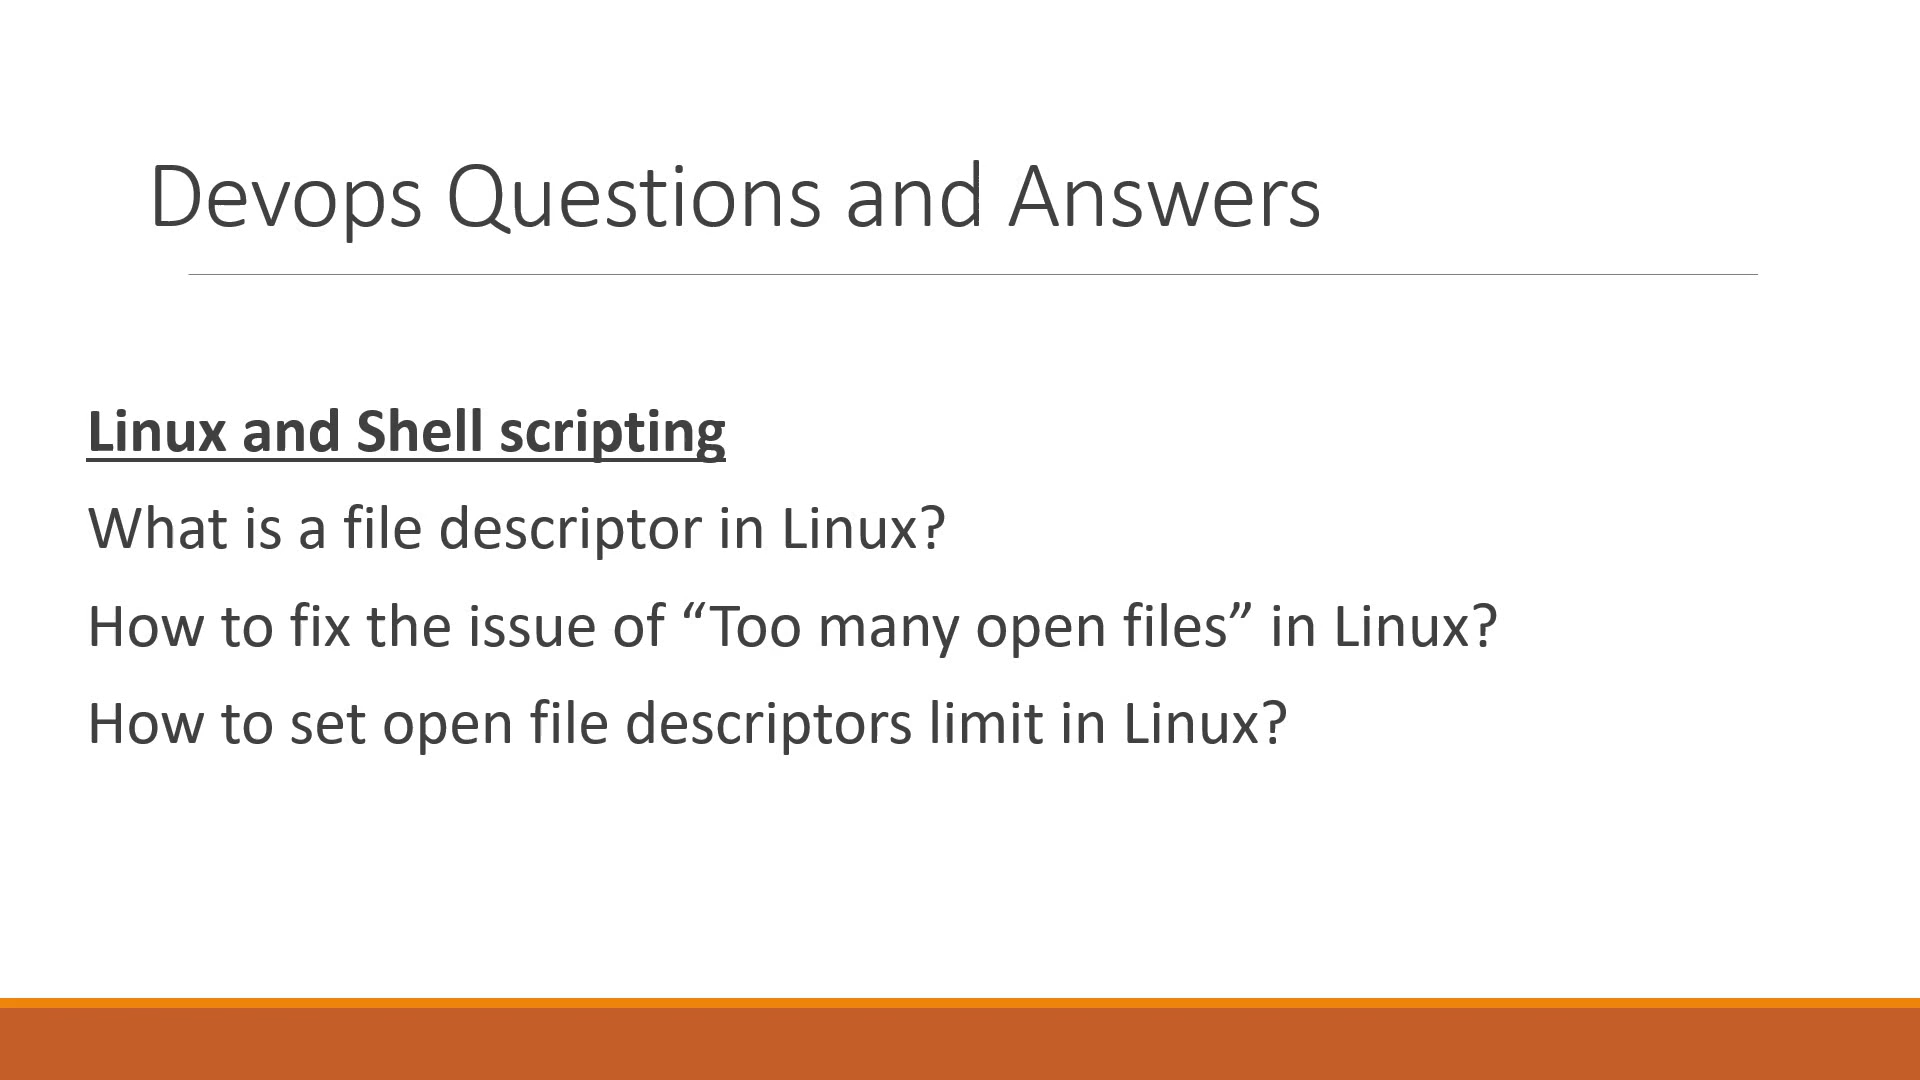 Devops Questions and Answers
Linux and Shell scripting
What is a file descriptor in Linux?
How to fix the issue of “Too many open files” in Linux?
How to set open file descriptors limit in Linux?